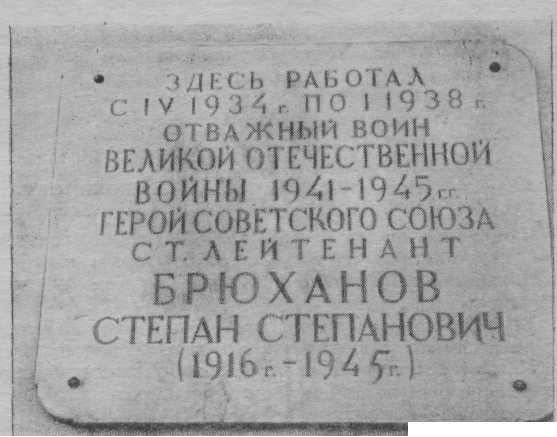 ЗДЕСЬ РАБОТАЛ
С IV 1934 г. ПО I 1938 г.
ОТВАЖНЫЙ ВОИН
ВЕЛИКОЙ ОТЕЧЕСТВЕННОЙ
ВОЙНЫ 1941-1945 гг.
ГЕРОЙ СОВЕТСКОГО СОЮЗА
СТ. ЛЕЙТЕНАНТ
БРЮХАНОВ
СТЕПАН СТЕПАНОВИЧ
(1916 г. - 1945 г.)